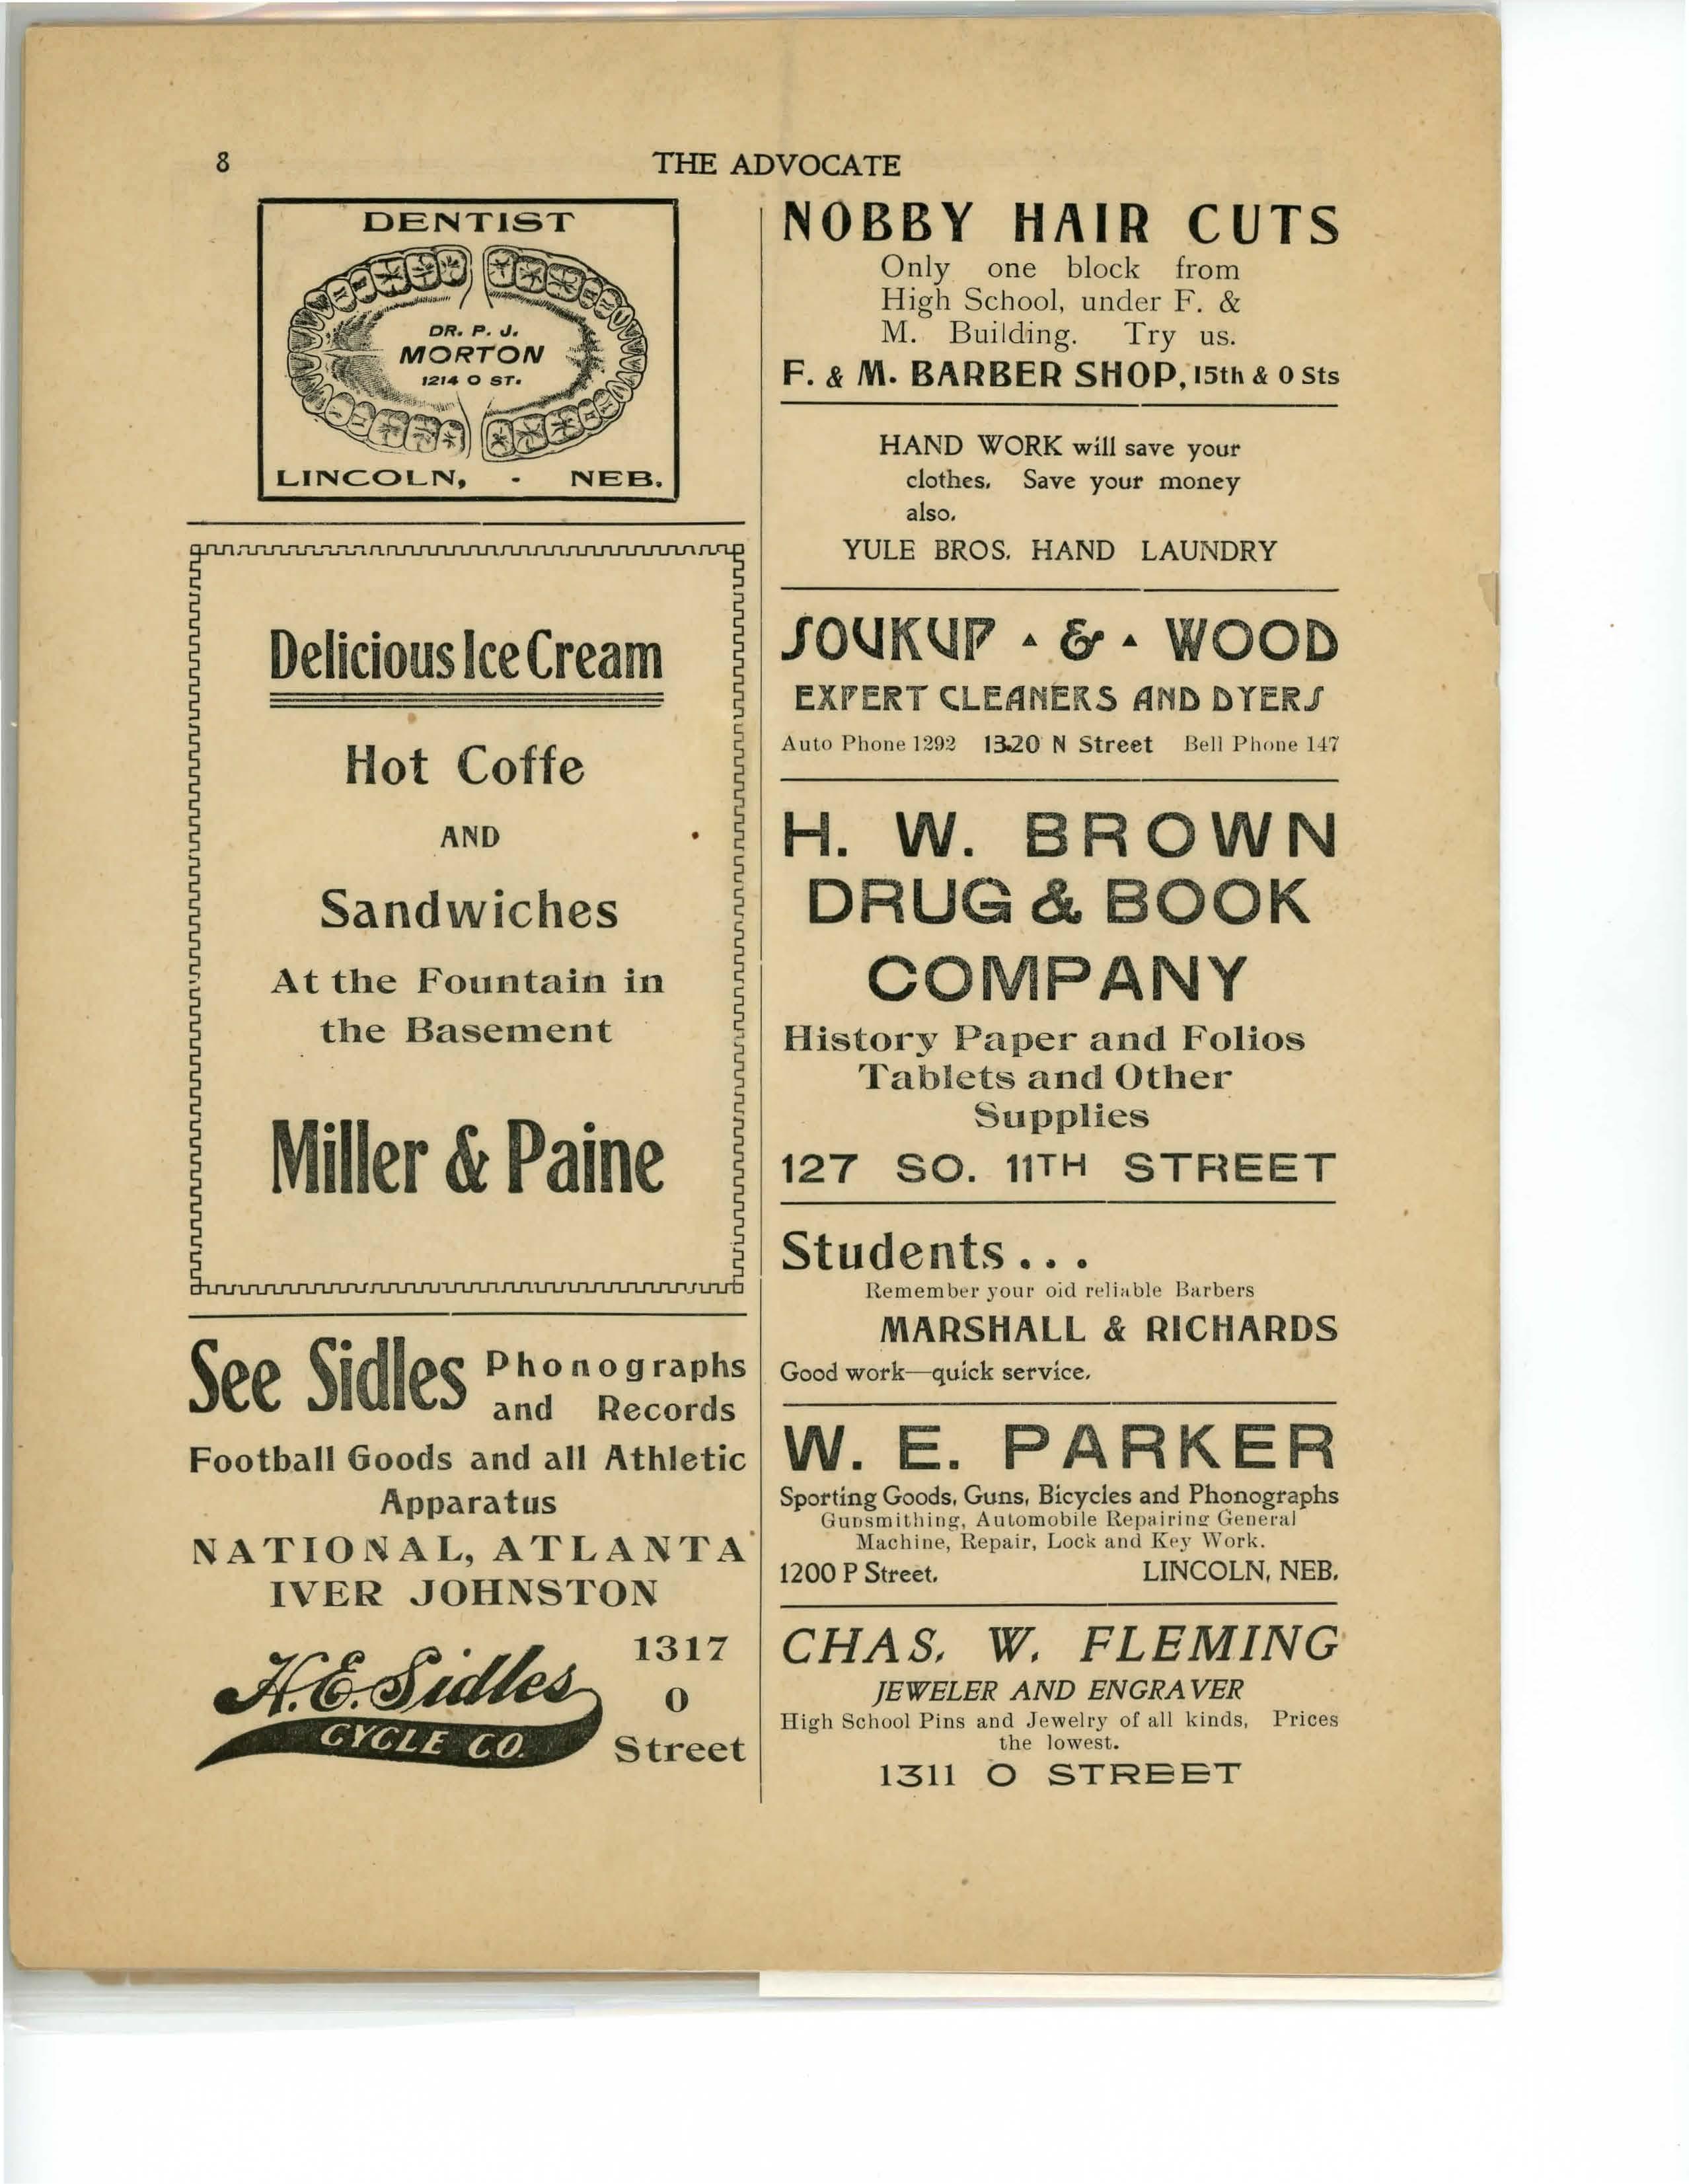 8
THE ADVOCATE
DENTIST
DR. P. J.
MORTON
1214 O ST.
LINCOLN, - NEB.
Delicious Ice Cream
Hot Coffe
AND
Sandwiches
At the Fountain in
the Basement
Miller & Paine
See Sidles Phonographs
and Records
Football Goods and all Athletic
Apparatus
NATIONAL, ATLANTA
IVER JOHNSTON
H. E. Sidles
CYCLE CO.
1317
O
Street
NOBBY HAIR CUTS
Only one block from
High School, under F. &
M. Building. Try us.
F. & M. BARBER SHOP, 15th & O Sts
HAND WORK will save your
clothes. Save your money
also.
YULE BROS. HAND LAUNDRY
SOUKUP & WOOD
EXPERT CLEANERS AND DYERS
Auto Phone 1292 1320 N Street Bell Phone 147
H. W. BROWN
DRUG & BOOK
COMPANY
History Paper and Folios
Tablets and Other
Supplies
127 SO. 11TH STREET
Students...
Remember your oid reliable Barbers
MARSHALL & RICHARDS
Good work—quick service.
W. E. PARKER
Sporting Goods, Guns, Bicycles and Phonographs
Gunsmithing, Automobile Repairing General
Machine, Repair, Lock and Key Work.
1200 P Street. LINCOLN, NEB.
CHAS. W. FLEMING
JEWELER AND ENGRAVER
High School Pins and Jewelry of all kinds, Prices
the lowest.
1311 O STREET